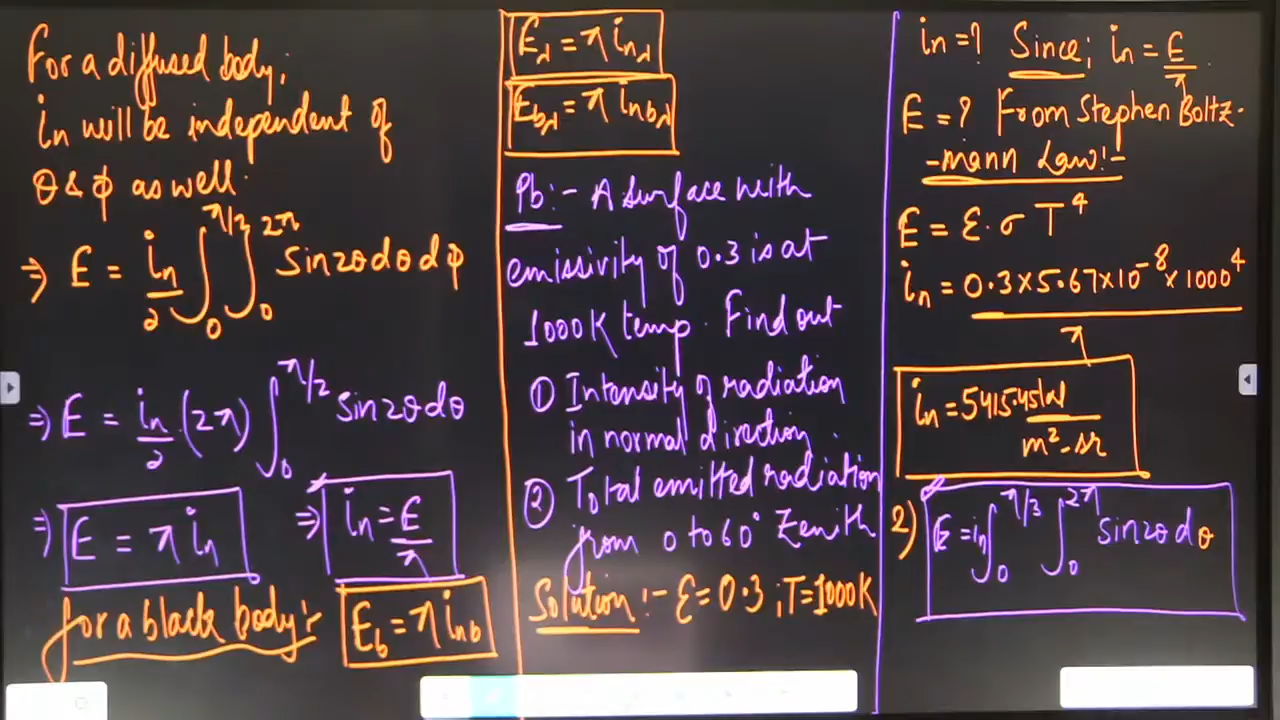 For a diffused body;
in will be independent of
θ & φ as well.
⇒ E = in/2 ∫₀^π/2 ∫₀^2π sin2θ dθ dφ
⇒ E = in/2 · (2π) ∫₀^π/2 sin2θ dθ
⇒ E = π in ⇒ in = E/π
for a black body:- Eb = π inb
Eλ = π inλ
Ebλ = π inbλ
Pb:- A surface with
emissivity of 0.3 is at
1000K temp. Find out
① Intensity of radiation
in normal direction.
② Total emitted radiation
from 0 to 60° Zenith
Solution:- ε = 0.3 ; T = 1000K
in = ? Since; in = E/π
E = ? From Stephen Boltz-
-mann Law:-
E = ε·σ T⁴
in = 0.3×5.67×10⁻⁸×1000⁴
π
in = 5415.45 W/m²-sr
2) E = in ∫₀^π/3 ∫₀^2π sin2θ dθ